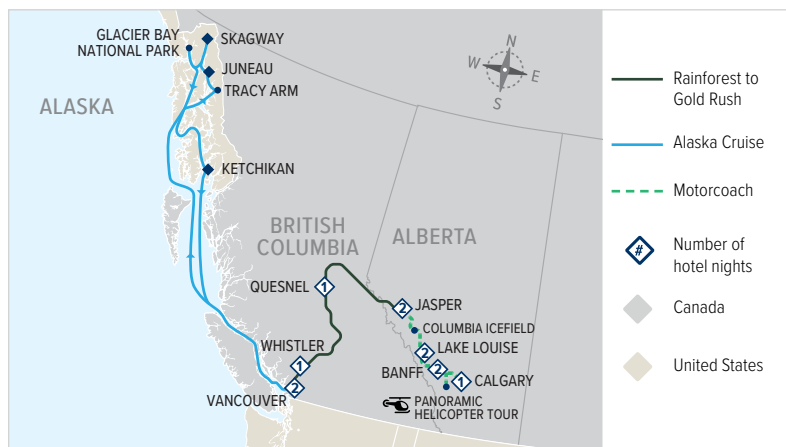 GLACIER BAY
NATIONAL PARK
SKAGWAY
JUNEAU
TRACY ARM
ALASKA
KETCHIKAN
BRITISH
COLUMBIA
ALBERTA
QUESNEL
1
2
JASPER
COLUMBIA ICEFIELD
WHISTLER
1
2
LAKE LOUISE
BANFF
2
1
CALGARY
VANCOUVER
2
PANORAMIC
HELICOPTER TOUR
N
W
E
S
Rainforest to
Gold Rush
Alaska Cruise
Motorcoach
#
Number of
hotel nights
Canada
United States